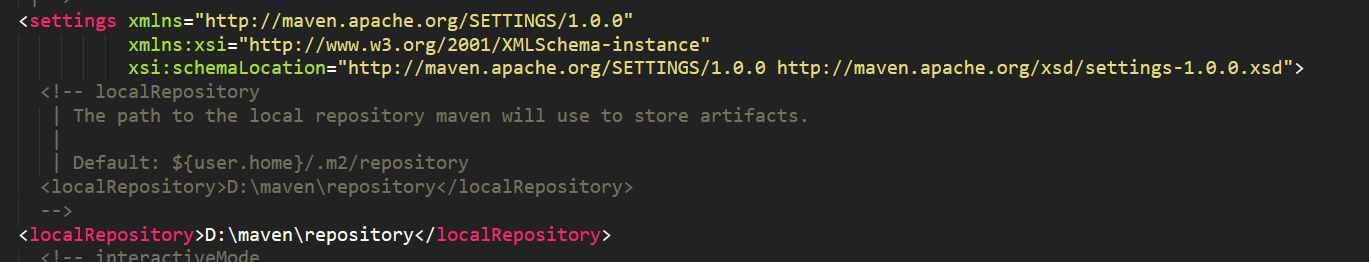 <settings xmlns="http://maven.apache.org/SETTINGS/1.0.0"
xmlns:xsi="http://www.w3.org/2001/XMLSchema-instance"
xsi:schemaLocation="http://maven.apache.org/SETTINGS/1.0.0 http://maven.apache.org/xsd/settings-1.0.0.xsd">
<!-- localRepository
| The path to the local repository maven will use to store artifacts.
|
| Default: ${user.home}/.m2/repository
<localRepository>D:\maven\repository</localRepository>
-->
<localRepository>D:\maven\repository</localRepository>
<!-- interactiveMode